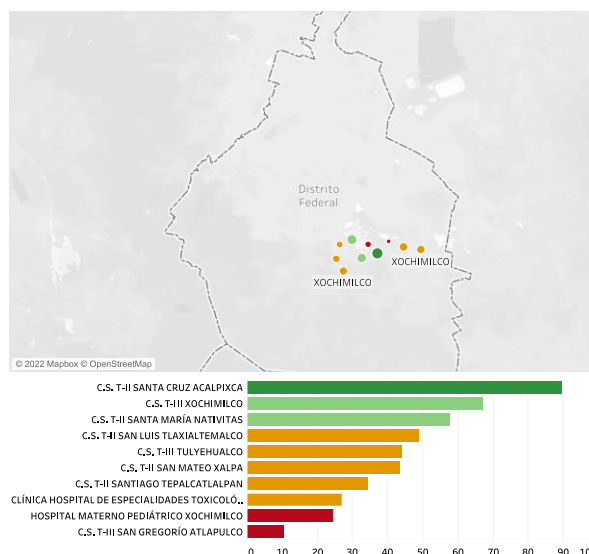 Distrito
Federal
XOCHIMILCO
XOCHIMILCO
© 2022 Mapbox © OpenStreetMap
C.S. T-II SANTA CRUZ ACALPIXCA
C.S. T-III XOCHIMILCO
C.S. T-II SANTA MARÍA NATIVITAS
C.S. T-II SAN LUIS TLAXIALTEMALCO
C.S. T-III TULYEHUALCO
C.S. T-II SAN MATEO XALPA
C.S. T-II SANTIAGO TEPALCATLALPAN
CLÍNICA HOSPITAL DE ESPECIALIDADES TOXICOLÓ..
HOSPITAL MATERNO PEDIÁTRICO XOCHIMILCO
C.S. T-III SAN GREGORÍO ATLAPULCO
0 10 20 30 40 50 60 70 80 90 100